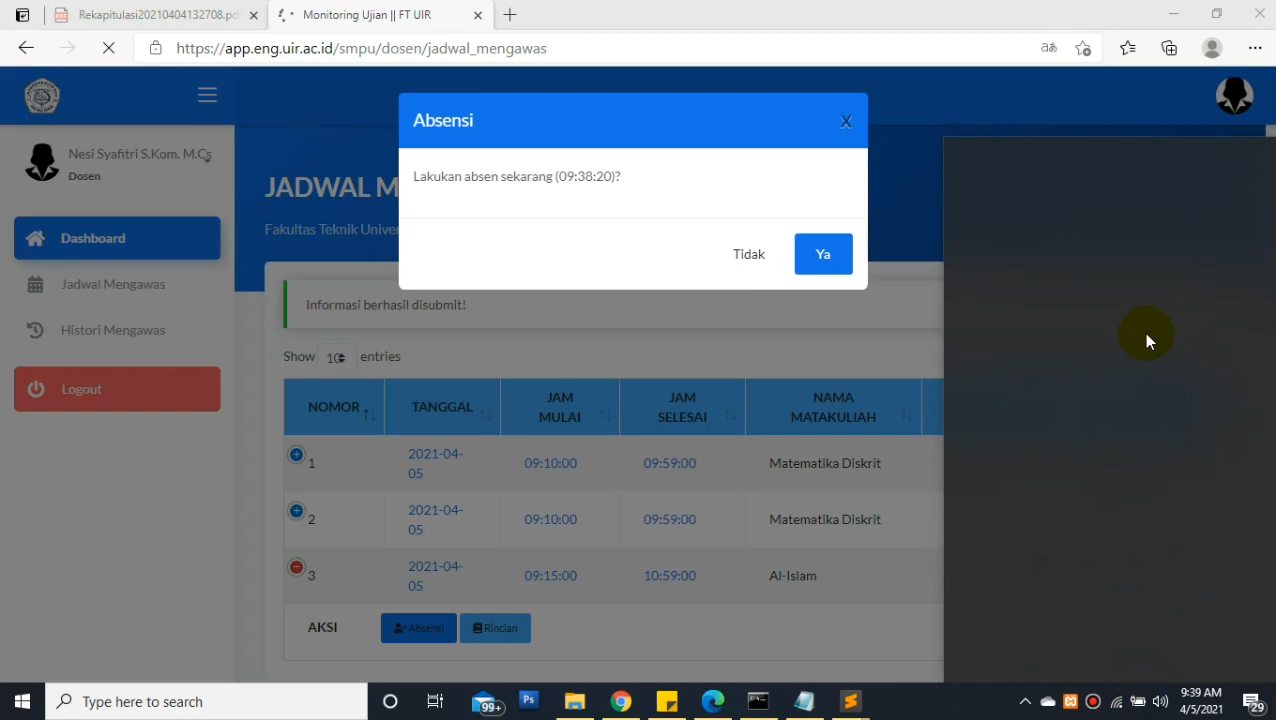 Rekapitulasi20210404132708.pd
Monitoring Ujian || FT UIR
https://app.eng.uir.ac.id/smpu/dosen/jadwal_mengawas
Absensi
X
Nesi Syafitri S.Kom. M.Cs
Dosen
JADWAL M
Lakukan absen sekarang (09:38:20)?
Fakultas Teknik Univer
Dashboard
Tidak
Ya
Jadwal Mengawas
Informasi berhasil disubmit!
Histori Mengawas
Show 10 entries
Logout
NOMOR TANGGAL JAM MULAI JAM SELESAI NAMA MATAKULIAH
1 2021-04-05 09:10:00 09:59:00 Matematika Diskrit
2 2021-04-05 09:10:00 09:59:00 Matematika Diskrit
3 2021-04-05 09:15:00 10:59:00 Al-Islam
AKSI Absensi Rincian
Type here to search
99+
Ps
9:39 AM
4/5/2021
29